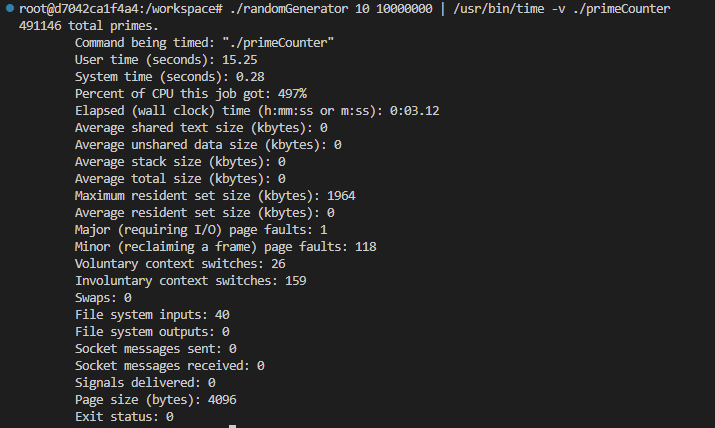 root@d7042ca1f4a4:/workspace# ./randomGenerator 10 10000000 | /usr/bin/time -v ./primeCounter
491146 total primes.
Command being timed: "./primeCounter"
User time (seconds): 15.25
System time (seconds): 0.28
Percent of CPU this job got: 497%
Elapsed (wall clock) time (h:mm:ss or m:ss): 0:03.12
Average shared text size (kbytes): 0
Average unshared data size (kbytes): 0
Average stack size (kbytes): 0
Average total size (kbytes): 0
Maximum resident set size (kbytes): 1964
Average resident set size (kbytes): 0
Major (requiring I/O) page faults: 1
Minor (reclaiming a frame) page faults: 118
Voluntary context switches: 26
Involuntary context switches: 159
Swaps: 0
File system inputs: 40
File system outputs: 0
Socket messages sent: 0
Socket messages received: 0
Signals delivered: 0
Page size (bytes): 4096
Exit status: 0